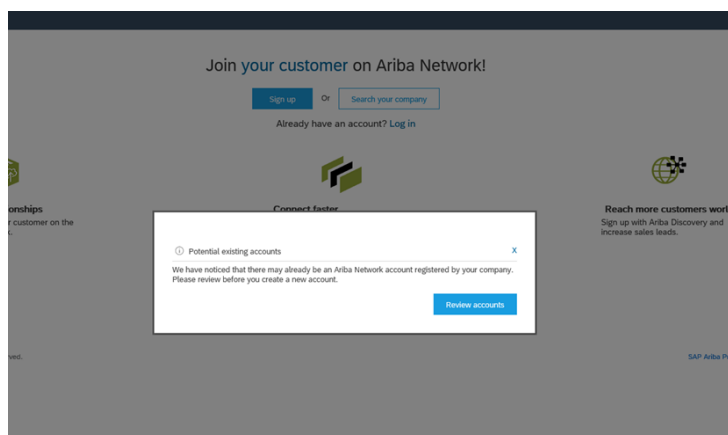 Join your customer on Ariba Network!
Sign up Or Search your company
Already have an account? Log in
onships
r customer on the
Connect faster
Reach more customers worl
Sign up with Ariba Discovery and
increase sales leads.
Potential existing accounts X
We have noticed that there may already be an Ariba Network account registered by your company.
Please review before you create a new account.
Review accounts
rved.
SAP Ariba Pr